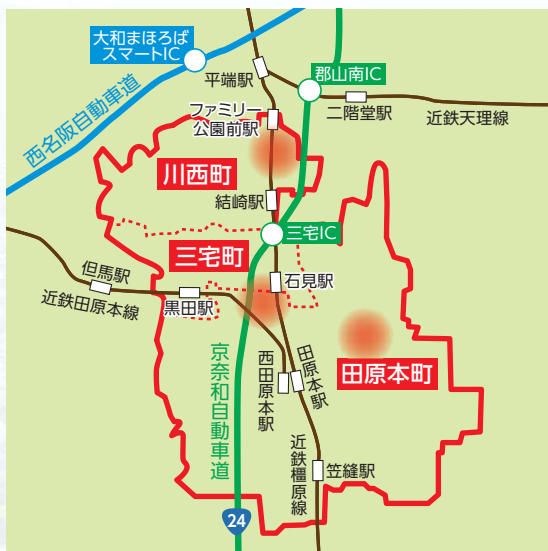 大和まほろば
スマートIC
平端駅
郡山南IC
二階堂駅
近鉄天理線
西名阪自動車道
ファミリー
公園前駅
川西町
結崎駅
三宅IC
三宅町
石見駅
但馬駅
近鉄田原本線
黒田駅
京奈和自動車道
西田原本駅
田原本駅
田原本町
近鉄橿原線
笠縫駅
24